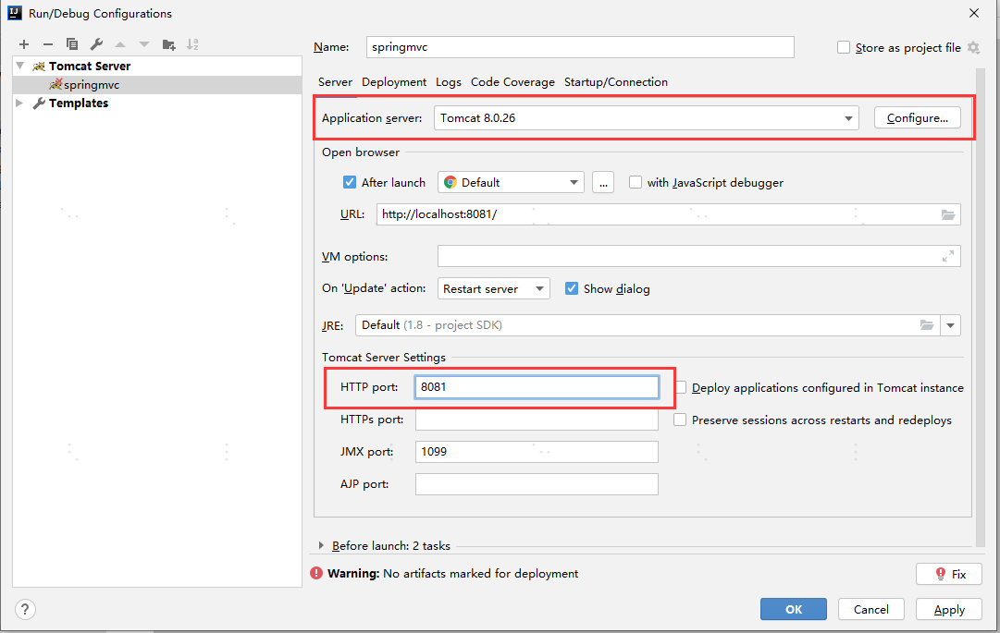 Run/Debug Configurations
Name: springmvc Store as project file
Tomcat Server
springmvc
Templates
Server Deployment Logs Code Coverage Startup/Connection
Application server: Tomcat 8.0.26 Configure...
Open browser
After launch Default ... with JavaScript debugger
URL: http://localhost:8081/
VM options:
On 'Update' action: Restart server Show dialog
JRE: Default (1.8 - project SDK)
Tomcat Server Settings
HTTP port: 8081 Deploy applications configured in Tomcat instance
HTTPs port: Preserve sessions across restarts and redeploys
JMX port: 1099
AJP port:
Before launch: 2 tasks
Warning: No artifacts marked for deployment Fix
? OK Cancel Apply